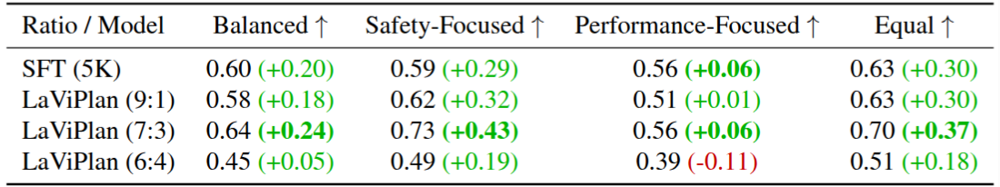 Ratio / Model Balanced ↑ Safety-Focused ↑ Performance-Focused ↑ Equal ↑
SFT (5K) 0.60 (+0.20) 0.59 (+0.29) 0.56 (+0.06) 0.63 (+0.30)
LaViPlan (9:1) 0.58 (+0.18) 0.62 (+0.32) 0.51 (+0.01) 0.63 (+0.30)
LaViPlan (7:3) 0.64 (+0.24) 0.73 (+0.43) 0.56 (+0.06) 0.70 (+0.37)
LaViPlan (6:4) 0.45 (+0.05) 0.49 (+0.19) 0.39 (-0.11) 0.51 (+0.18)